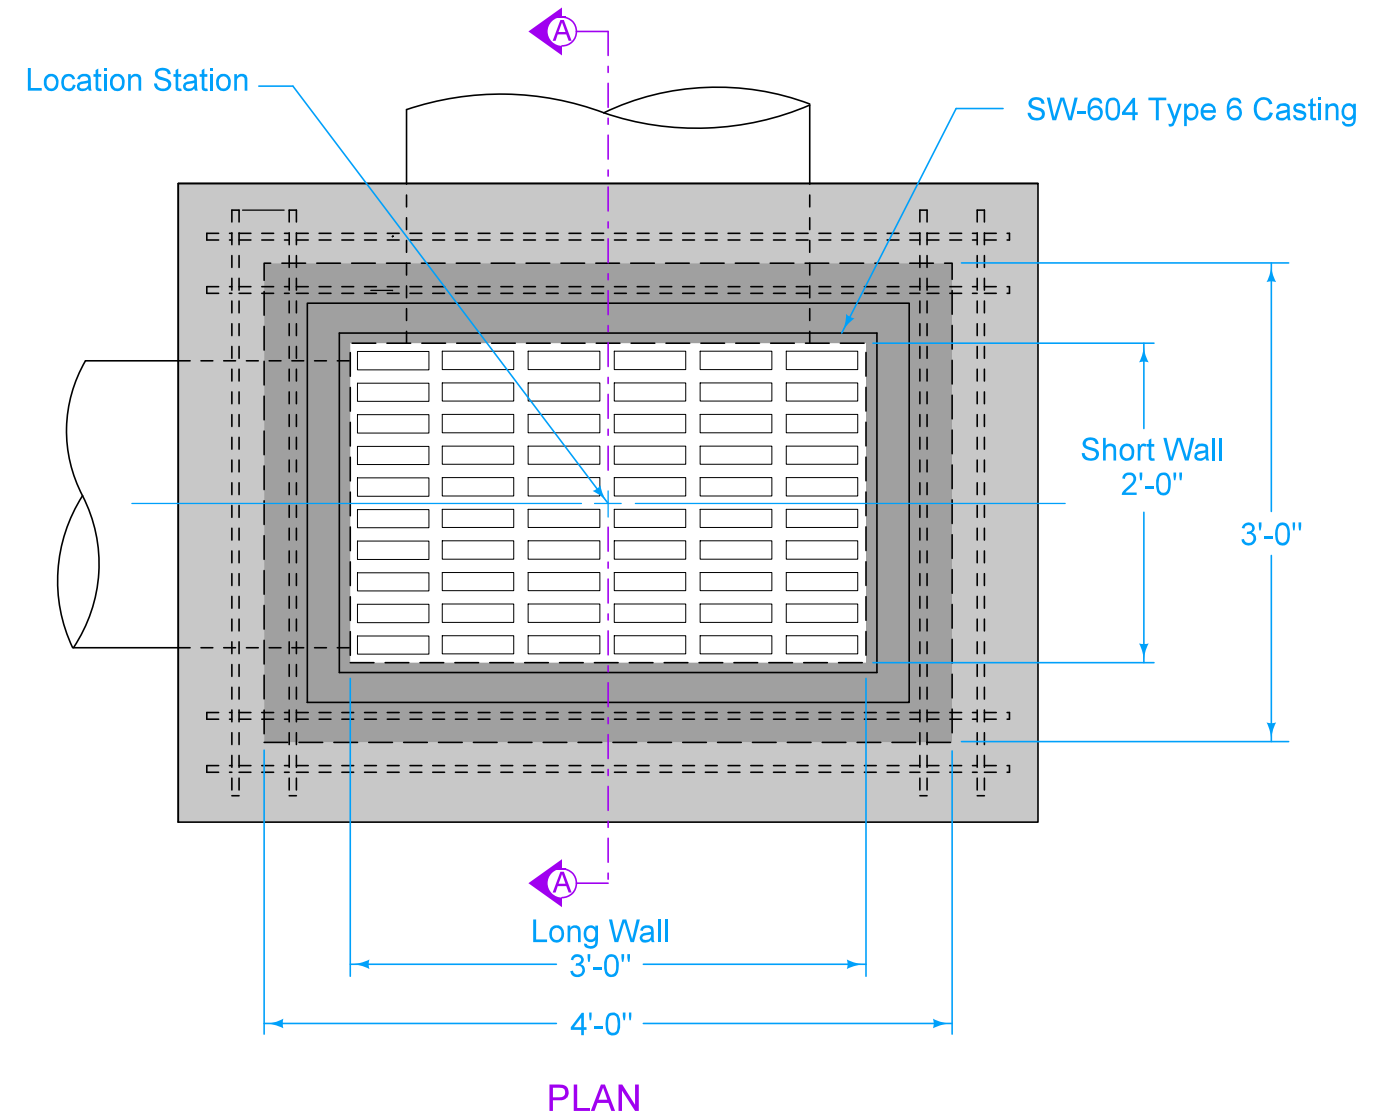 A
Location Station
SW-604 Type 6 Casting
Short Wall
2'-0"
3'-0"
A
Long Wall
3'-0"
4'-0"
PLAN